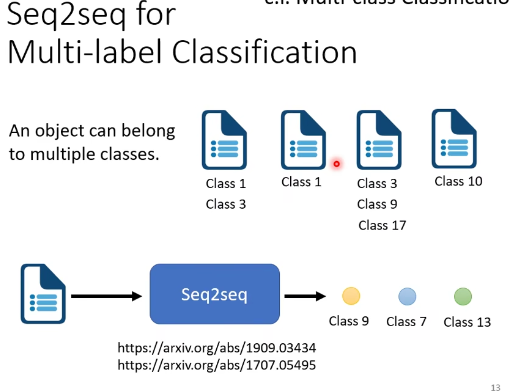 c.f. Multi-class Classificatio
Seq2seq for
Multi-label Classification
An object can belong
to multiple classes.
Class 1
Class 3
Class 1
Class 3
Class 9
Class 17
Class 10
Seq2seq
Class 9 Class 7 Class 13
https://arxiv.org/abs/1909.03434
https://arxiv.org/abs/1707.05495
13